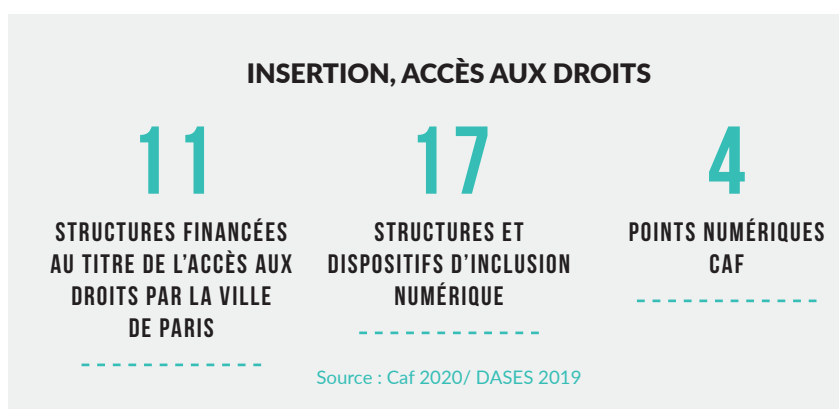 INSERTION, ACCÈS AUX DROITS
11
STRUCTURES FINANCÉES
AU TITRE DE L'ACCÈS AUX
DROITS PAR LA VILLE
DE PARIS
17
STRUCTURES ET
DISPOSITIFS D'INCLUSION
NUMÉRIQUE
4
POINTS NUMÉRIQUES
CAF
Source : Caf 2020/ DASES 2019